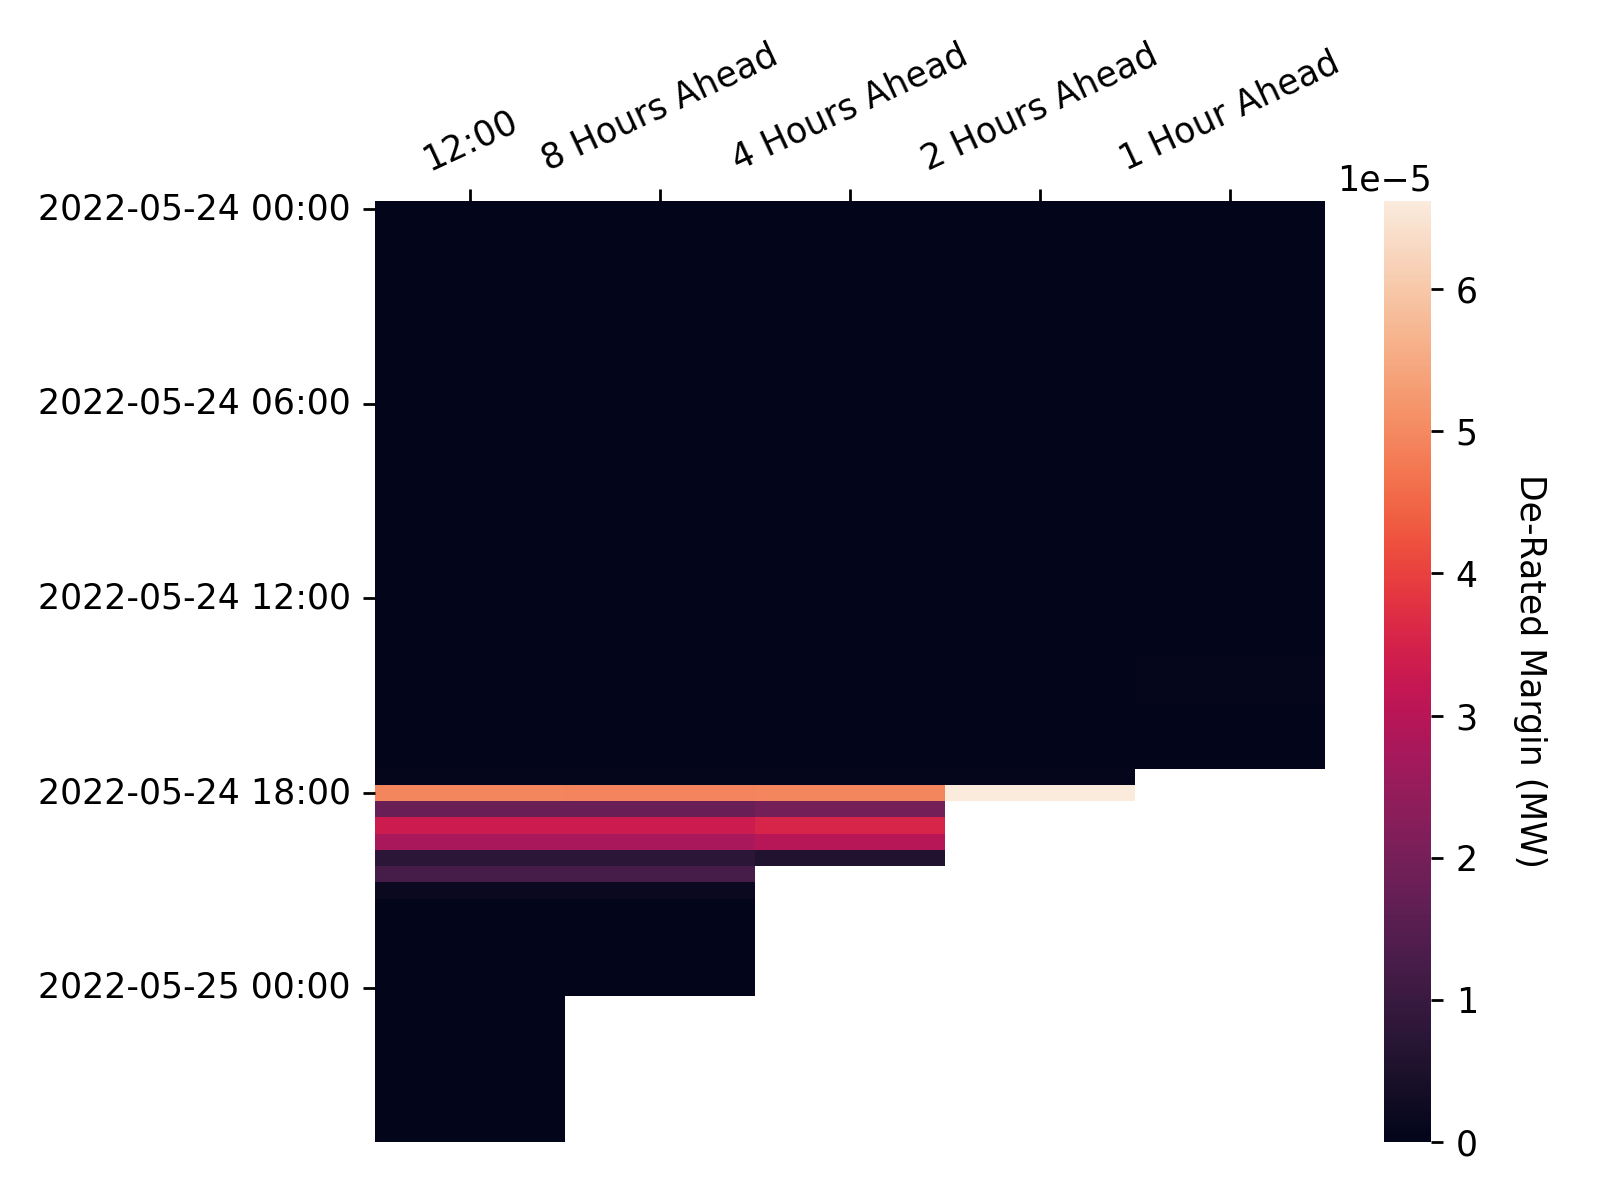 12:00
8 Hours Ahead
4 Hours Ahead
2 Hours Ahead
1 Hour Ahead
2022-05-24 00:00
2022-05-24 06:00
2022-05-24 12:00
2022-05-24 18:00
2022-05-25 00:00
1e−5
6
5
4
3
2
1
0
De-Rated Margin (MW)